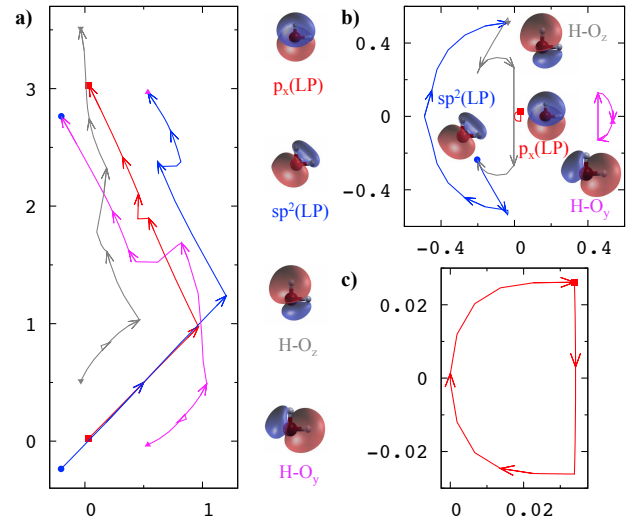 a)
3
2
1
0
0
1
pₓ(LP)
sp²(LP)
H-O_z
H-O_y
b)
0.4
0
-0.4
-0.4
0
0.4
H-O_z
sp²(LP)
pₓ(LP)
H-O_y
c)
0.02
0
-0.02
0
0.02